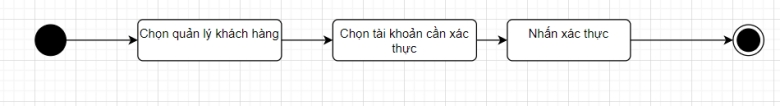 Chọn quản lý khách hàng
Chọn tài khoản cần xác
thực
Nhấn xác thực